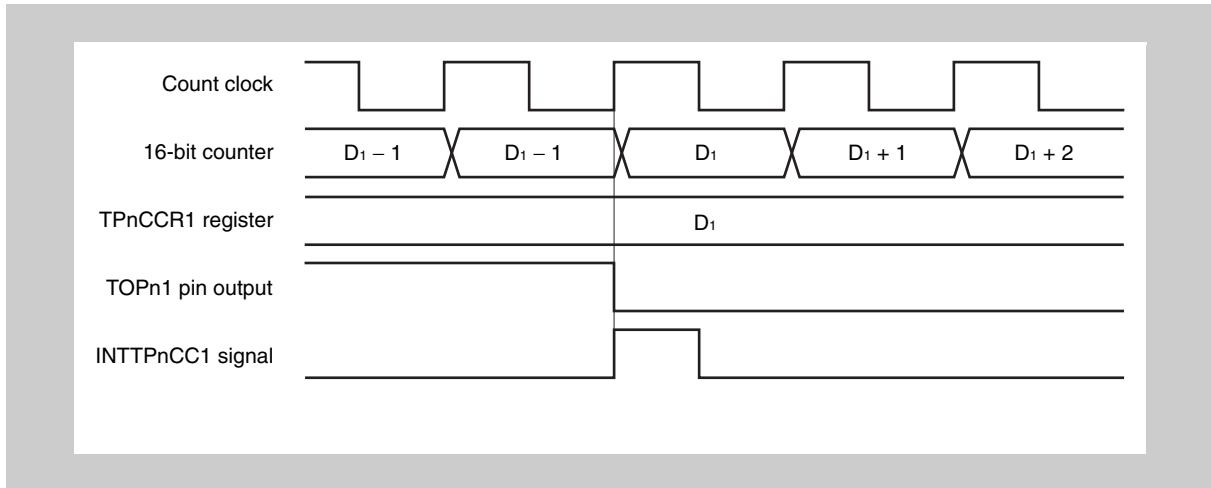 Count clock
16-bit counter D₁ − 1 D₁ − 1 D₁ D₁ + 1 D₁ + 2
TPnCCR1 register D₁
TOPn1 pin output
INTTPnCC1 signal